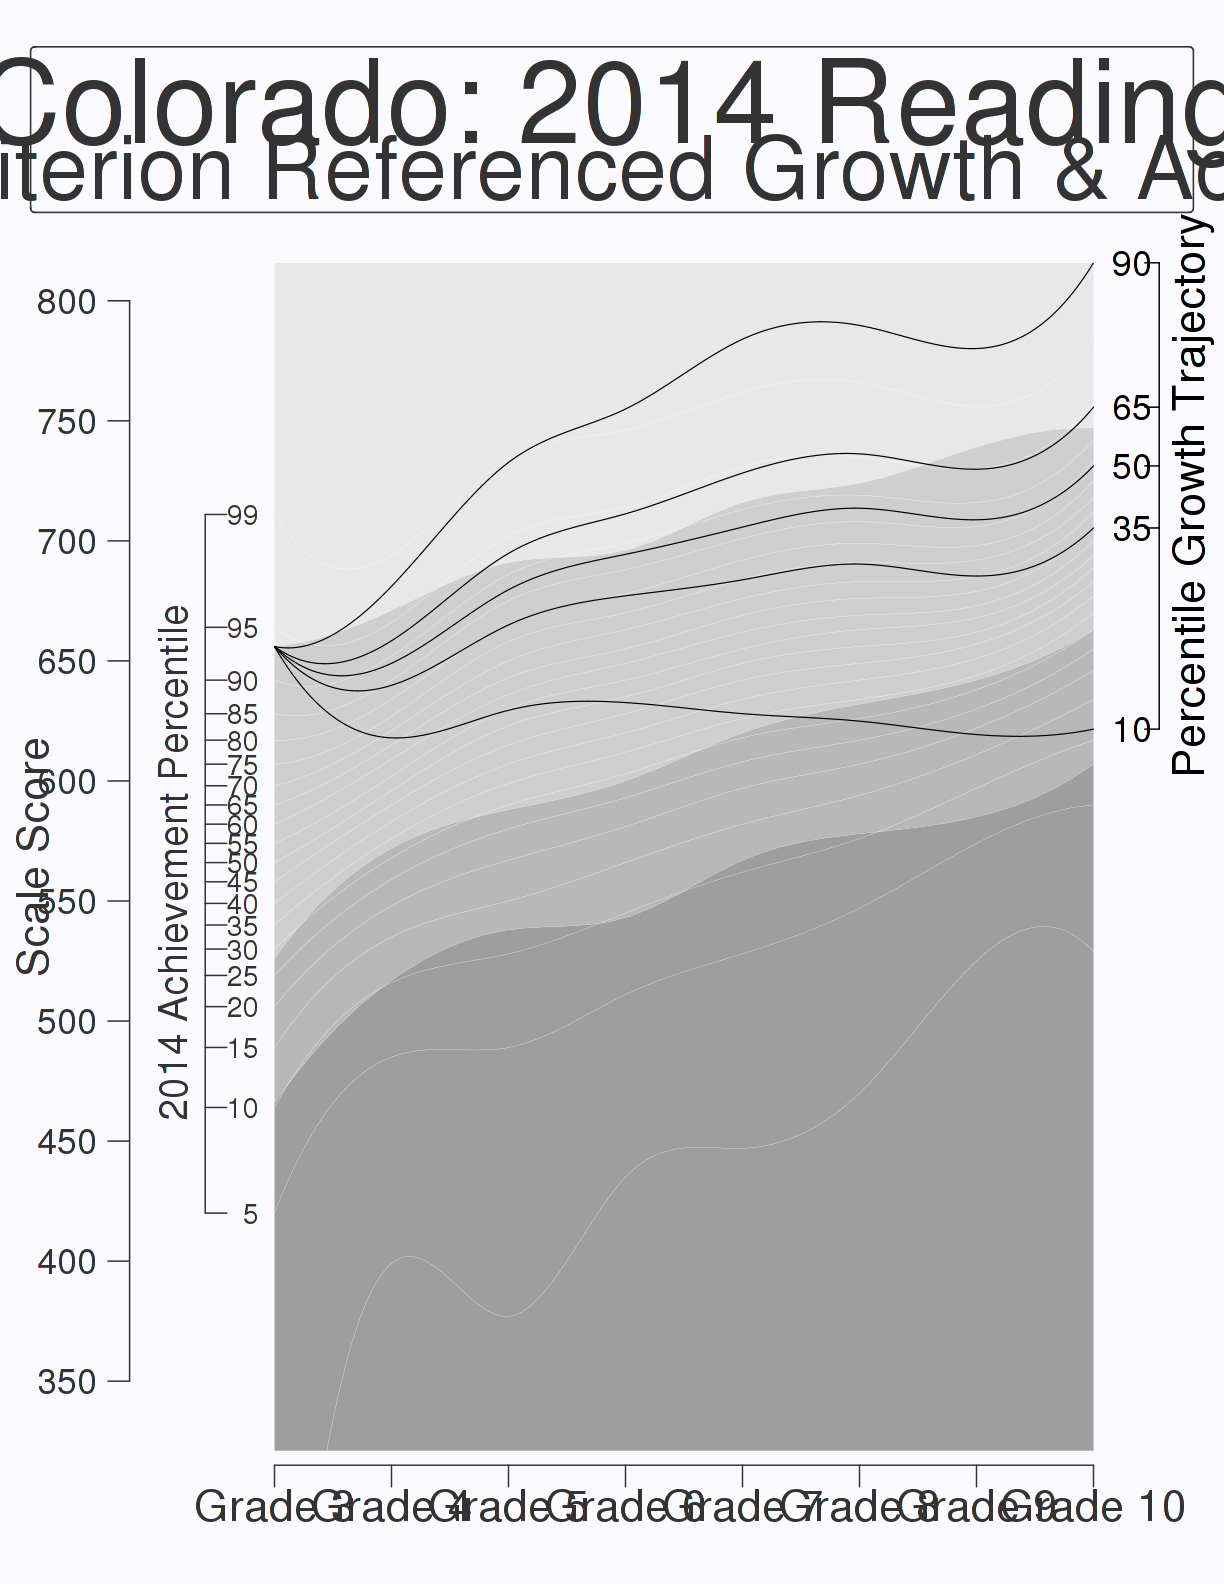 Colorado: 2014 Reading
iterion Referenced Growth & Ac
Scale Score
800
750
700
650
600
550
500
450
400
350
2014 Achievement Percentile
99
95
90
85
80
75
70
65
60
55
50
45
40
35
30
25
20
15
10
5
Percentile Growth Trajectory
90
65
50
35
10
Grade 3
Grade 4
Grade 5
Grade 6
Grade 7
Grade 8
Grade 9
Grade 10